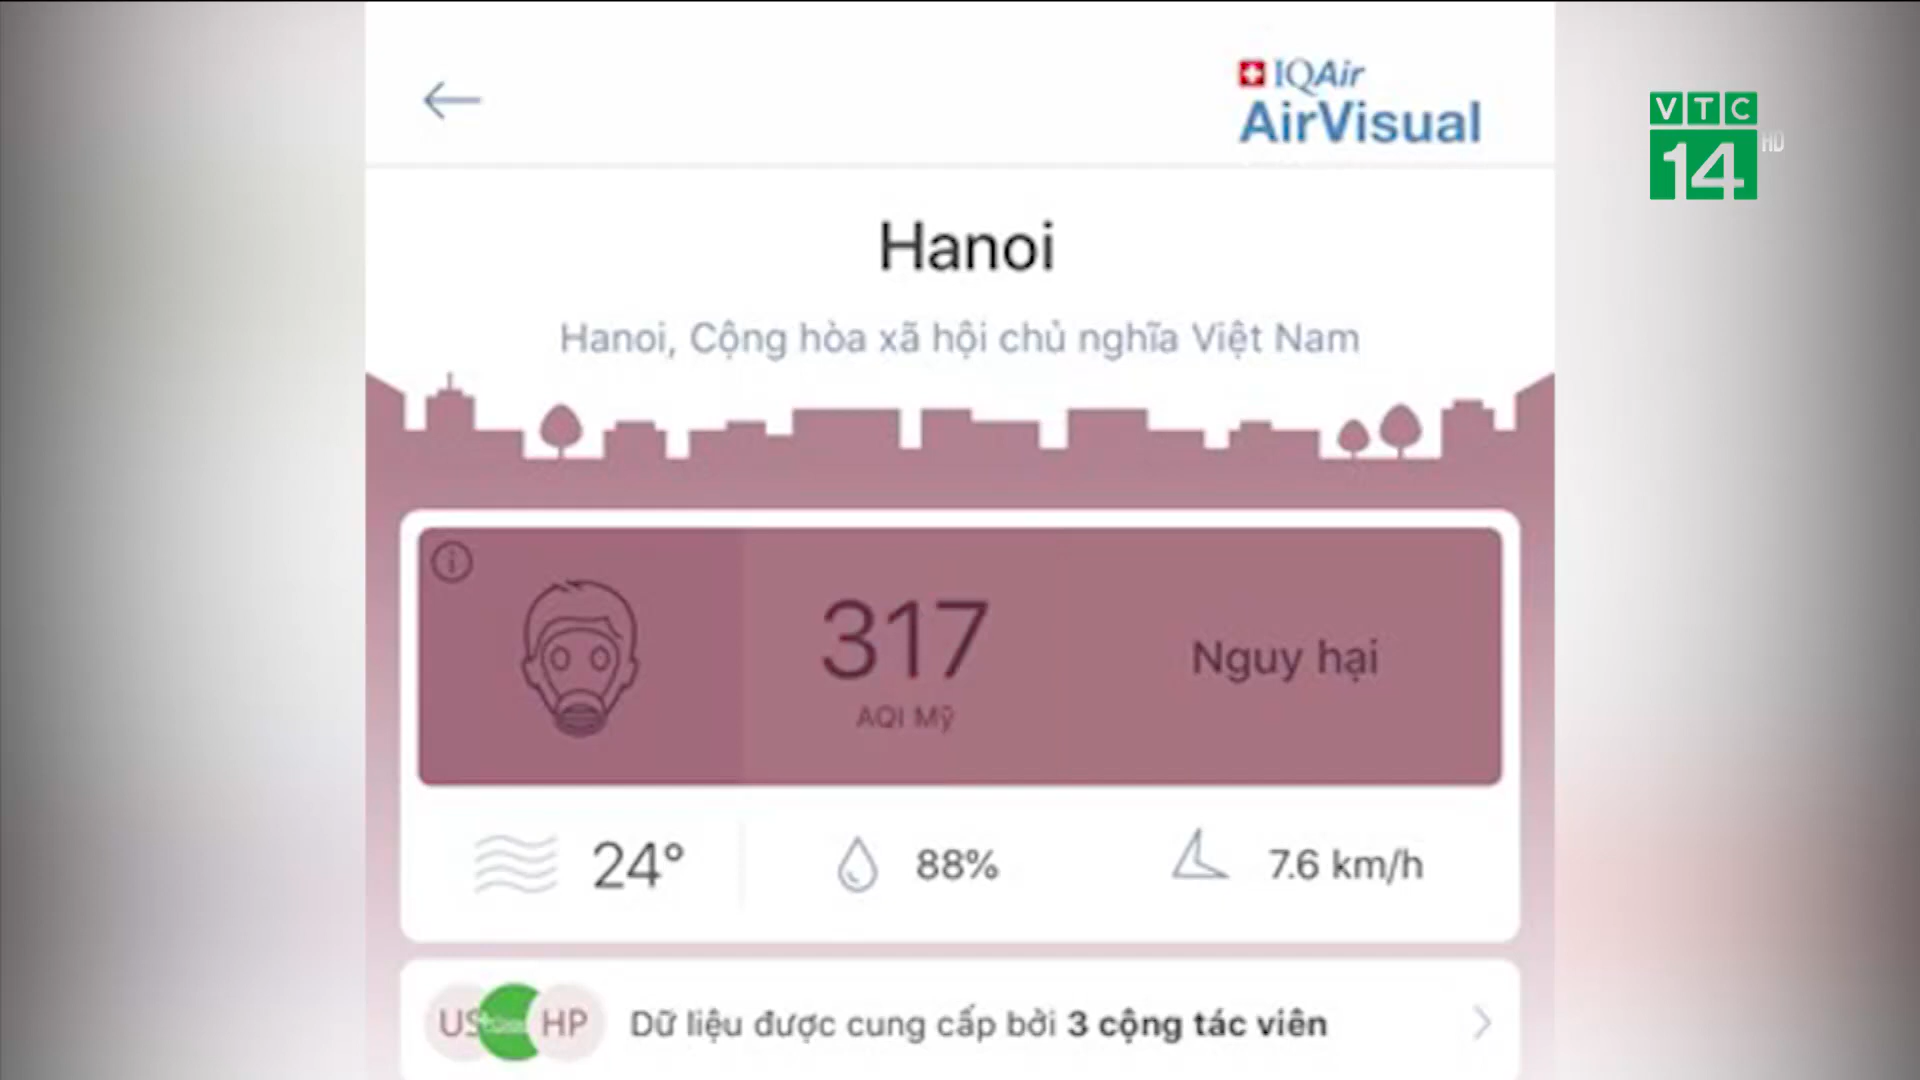 IQAir
AirVisual
VTC
14
HD
Hanoi
Hanoi, Cộng hòa xã hội chủ nghĩa Việt Nam
317
AQI Mỹ
Nguy hại
24°
88%
7.6 km/h
US
HP
Dữ liệu được cung cấp bởi 3 cộng tác viên